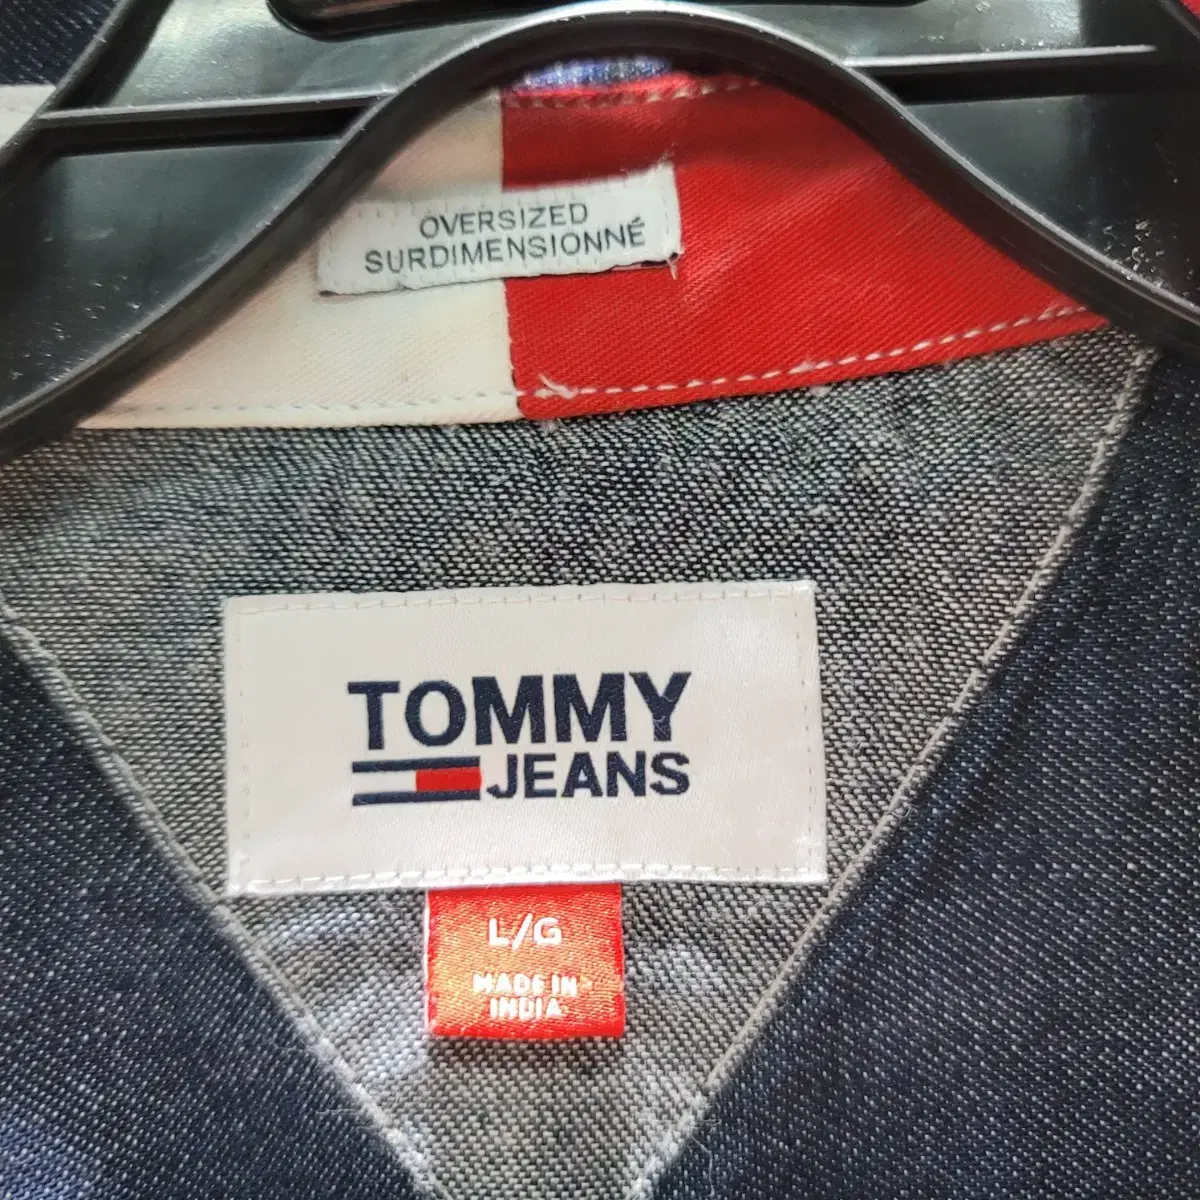 OVERSIZED
SURDIMENSIONNÉ
TOMMY
JEANS
L/G
MADE IN
INDIA